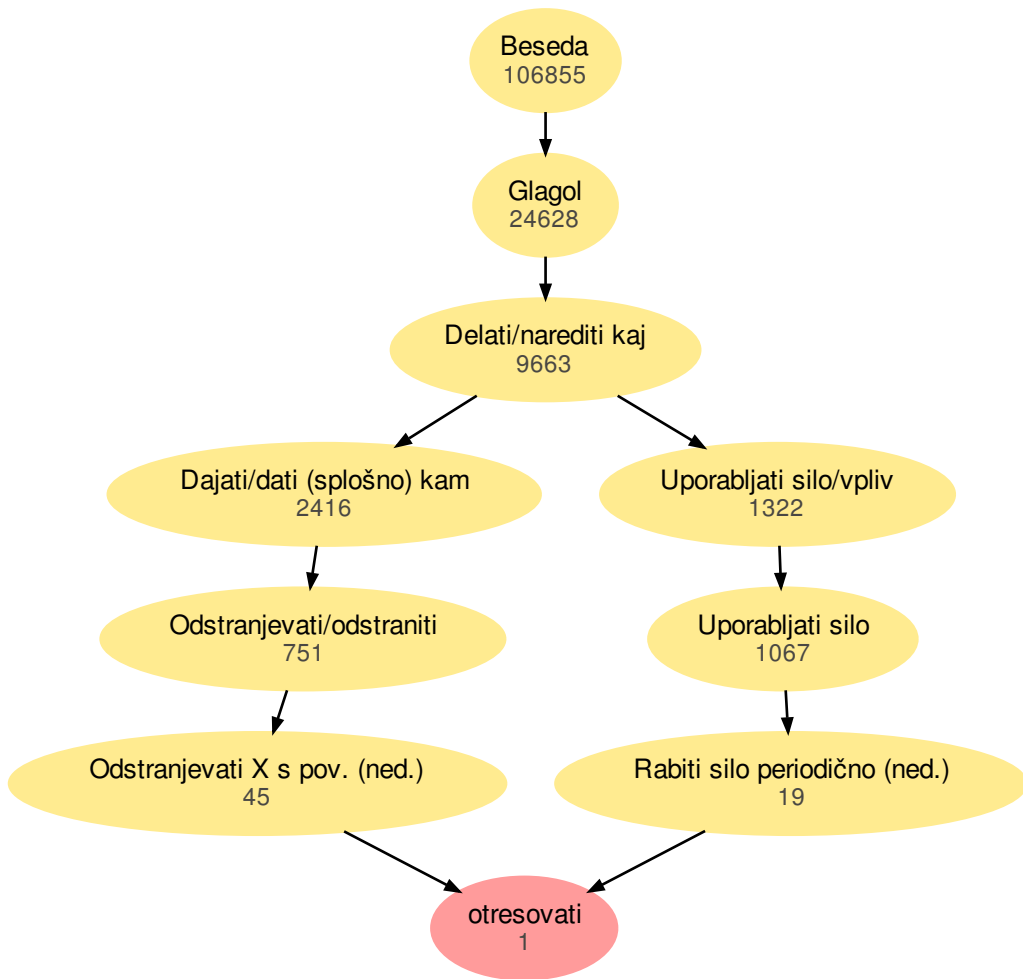 Beseda
106855
Glagol
24628
Delati/narediti kaj
9663
Dajati/dati (splošno) kam
2416
Uporabljati silo/vpliv
1322
Odstranjevati/odstraniti
751
Uporabljati silo
1067
Odstranjevati X s pov. (ned.)
45
Rabiti silo periodično (ned.)
19
otresovati
1